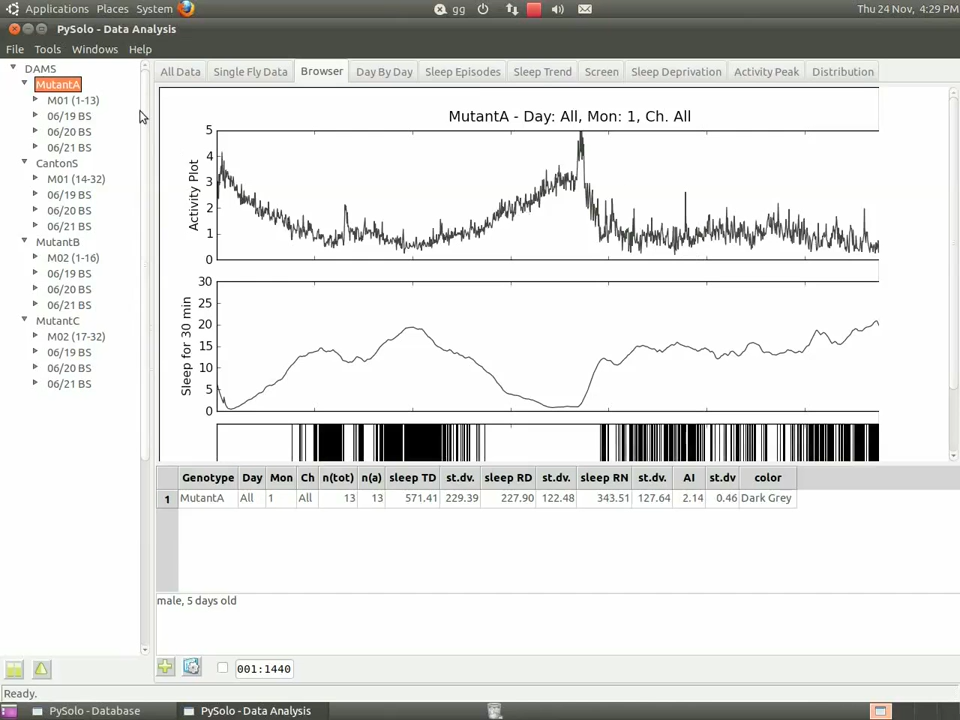 Applications Places System gg Thu 24 Nov, 4:29 PM
PySolo - Data Analysis
File Tools Windows Help
DAMS
MutantA
M01 (1-13)
06/19 BS
06/20 BS
06/21 BS
CantonS
M01 (14-32)
06/19 BS
06/20 BS
06/21 BS
MutantB
M02 (1-16)
06/19 BS
06/20 BS
06/21 BS
MutantC
M02 (17-32)
06/19 BS
06/20 BS
06/21 BS
All Data Single Fly Data Browser Day By Day Sleep Episodes Sleep Trend Screen Sleep Deprivation Activity Peak Distribution
MutantA - Day: All, Mon: 1, Ch. All
Activity Plot
5
4
3
2
1
0
Sleep for 30 min
30
25
20
15
10
5
0
Genotype Day Mon Ch n(tot) n(a) sleep TD st.dv. sleep RD st.dv. sleep RN st.dv. AI st.dv color
1 MutantA All 1 All 13 13 571.41 229.39 227.90 122.48 343.51 127.64 2.14 0.46 Dark Grey
male, 5 days old
001:1440
Ready.
PySolo - Database PySolo - Data Analysis